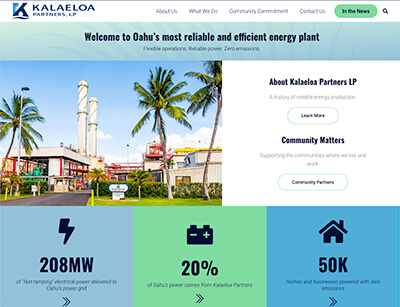 KALAELOA
PARTNERS, LP
About Us What We Do Community Commitment Contact Us In the News
Welcome to Oahu's most reliable and efficient energy plant
Flexible operations. Reliable power. Zero emissions.
About Kalaeloa Partners LP
A history of reliable energy production.
Learn More
Community Matters
Supporting the communities where we live and
work.
Community Partners
208MW
of "fast ramping" electrical power delivered to
Oahu's power grid
20%
of Oahu's power comes from Kalaeloa Partners
50K
Homes and businesses powered with zero
emissions